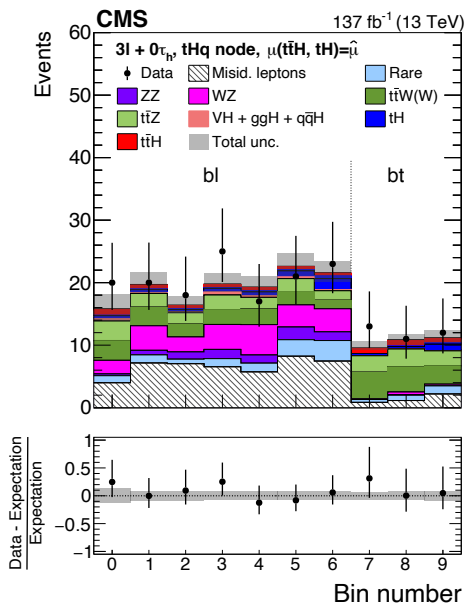 CMS 137 fb⁻¹ (13 TeV)
3l + 0τₕ, tHq node, μ(tt̄H, tH)=μ̂
Data Misid. leptons Rare
ZZ WZ tt̄W(W)
tt̄Z VH + ggH + qq̄H tH
tt̄H Total unc.
bl bt
Events
60
50
40
30
20
10
0
Data - Expectation
Expectation
1
0.5
0
−0.5
−1
0 1 2 3 4 5 6 7 8 9
Bin number